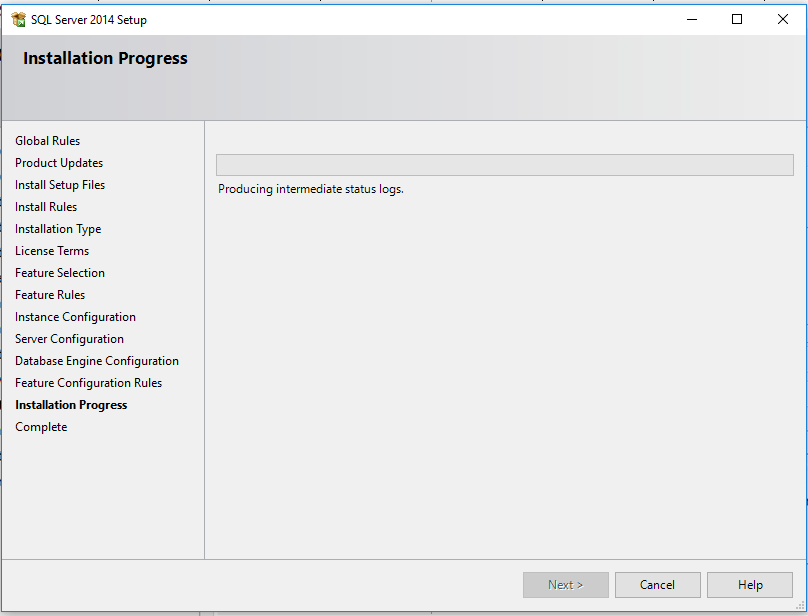 SQL Server 2014 Setup
Installation Progress
Global Rules
Product Updates
Install Setup Files
Install Rules
Installation Type
License Terms
Feature Selection
Feature Rules
Instance Configuration
Server Configuration
Database Engine Configuration
Feature Configuration Rules
Installation Progress
Complete
Producing intermediate status logs.
Next >
Cancel
Help